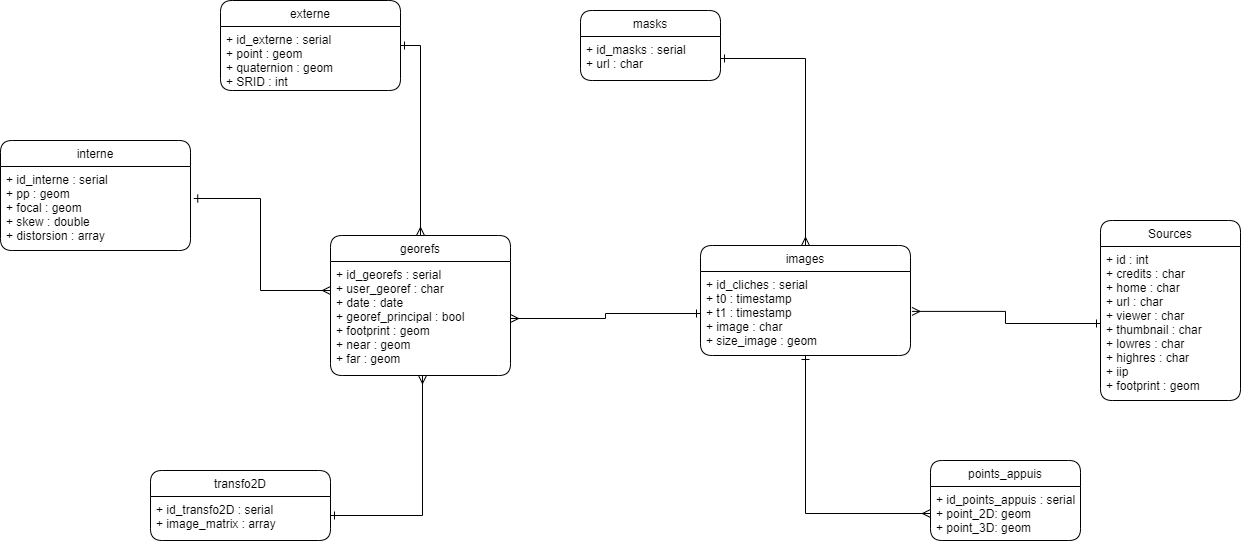 externe
+ id_externe : serial
+ point : geom
+ quaternion : geom
+ SRID : int
masks
+ id_masks : serial
+ url : char
interne
+ id_interne : serial
+ pp : geom
+ focal : geom
+ skew : double
+ distorsion : array
georefs
+ id_georefs : serial
+ user_georef : char
+ date : date
+ georef_principal : bool
+ footprint : geom
+ near : geom
+ far : geom
images
+ id_cliches : serial
+ t0 : timestamp
+ t1 : timestamp
+ image : char
+ size_image : geom
Sources
+ id : int
+ credits : char
+ home : char
+ url : char
+ viewer : char
+ thumbnail : char
+ lowres : char
+ highres : char
+ iip
+ footprint : geom
transfo2D
+ id_transfo2D : serial
+ image_matrix : array
points_appuis
+ id_points_appuis : serial
+ point_2D: geom
+ point_3D: geom